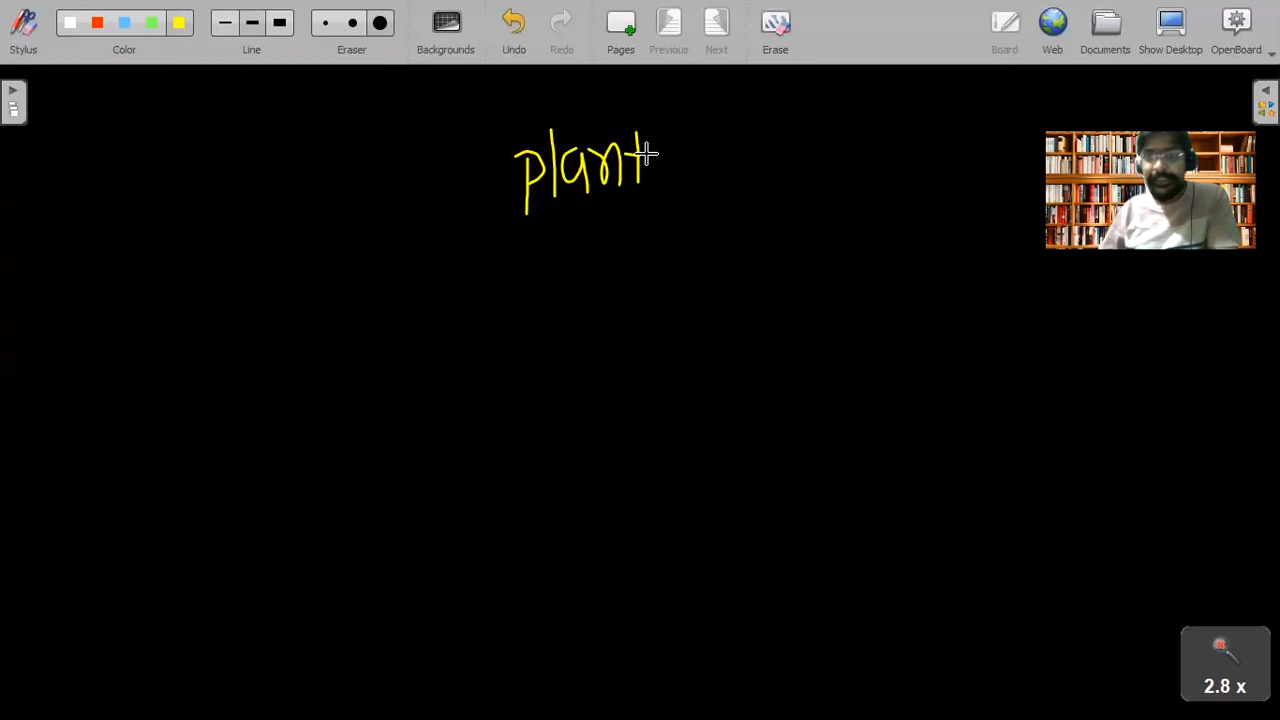 Stylus
Color
Line
Eraser
Backgrounds
Undo
Redo
Pages
Previous
Next
Erase
Board
Web
Documents
Show Desktop
OpenBoard
plant
2.8 x